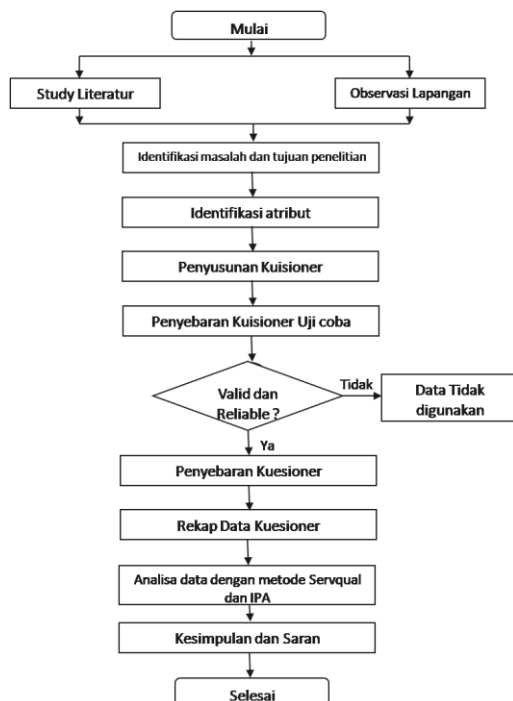 Mulai
Study Literatur
Observasi Lapangan
Identifikasi masalah dan tujuan penelitian
Identifikasi atribut
Penyusunan Kuisioner
Penyebaran Kuisioner Uji coba
Valid dan
Reliable ?
Tidak
Data Tidak
digunakan
Ya
Penyebaran Kuesioner
Rekap Data Kuesioner
Analisa data dengan metode Servqual
dan IPA
Kesimpulan dan Saran
Selesai